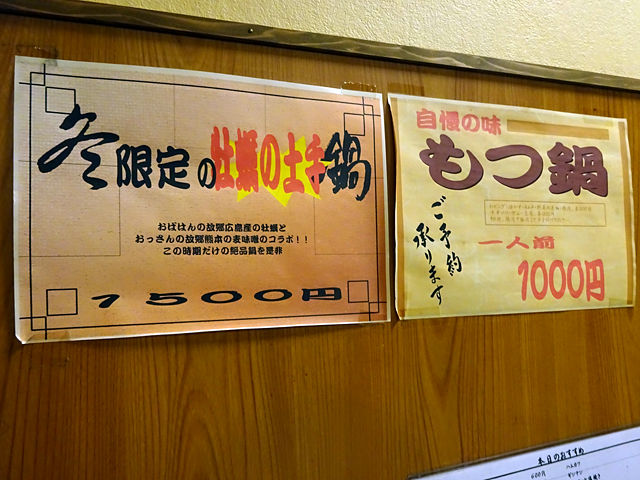 冬限定の牡蠣の土手鍋
おばはんの故郷広島産の牡蠣と
おっさんの故郷熊本の麦味噌のコラボ！！
この時期だけの絶品鍋を是非
１５００円
自慢の味
もつ鍋
ご予約
承ります
一人前
1000円
本日のおすすめ
600円